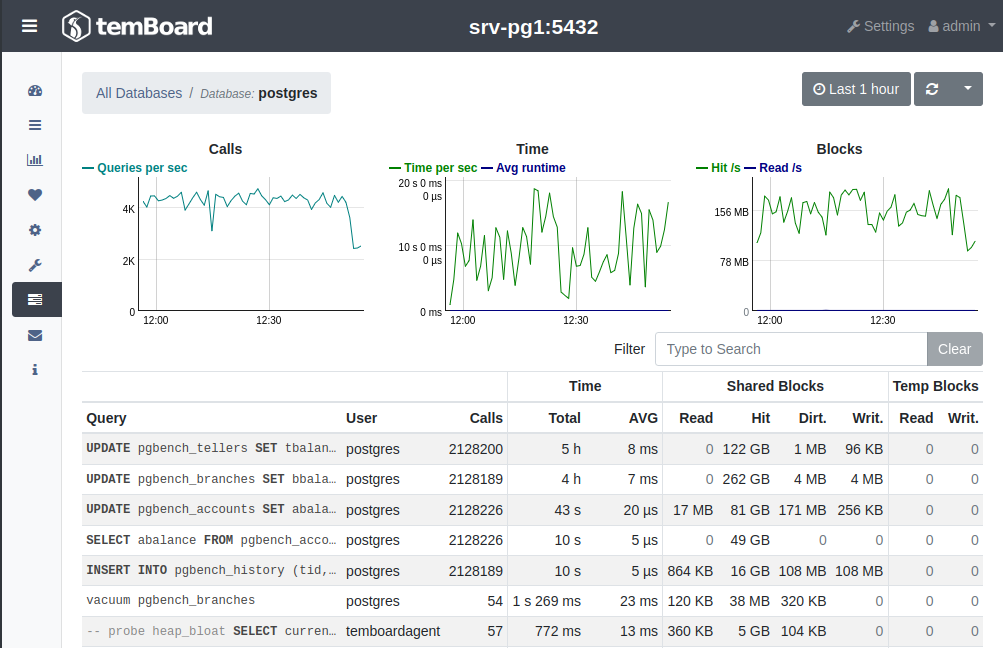 temBoard srv-pg1:5432 Settings admin
All Databases / Database: postgres Last 1 hour
Calls Time Blocks
Queries per sec Time per sec Avg runtime Hit /s Read /s
4K
2K
0
12:00 12:30
20 s 0 ms
0 µs
10 s 0 ms
0 µs
0 ms
12:00 12:30
156 MB
78 MB
0
12:00 12:30
Filter Type to Search Clear
Time Shared Blocks Temp Blocks
Query User Calls Total AVG Read Hit Dirt. Writ. Read Writ.
UPDATE pgbench_tellers SET tbalan… postgres 2128200 5 h 8 ms 0 122 GB 1 MB 96 KB 0 0
UPDATE pgbench_branches SET bbala… postgres 2128189 4 h 7 ms 0 262 GB 4 MB 4 MB 0 0
UPDATE pgbench_accounts SET abala… postgres 2128226 43 s 20 µs 17 MB 81 GB 171 MB 256 KB 0 0
SELECT abalance FROM pgbench_acco… postgres 2128226 10 s 5 µs 0 49 GB 0 0 0 0
INSERT INTO pgbench_history (tid,… postgres 2128189 10 s 5 µs 864 KB 16 GB 108 MB 108 MB 0 0
vacuum pgbench_branches postgres 54 1 s 269 ms 23 ms 120 KB 38 MB 320 KB 0 0 0
-- probe heap_bloat SELECT curren… temboardagent 57 772 ms 13 ms 360 KB 5 GB 104 KB 0 0 0